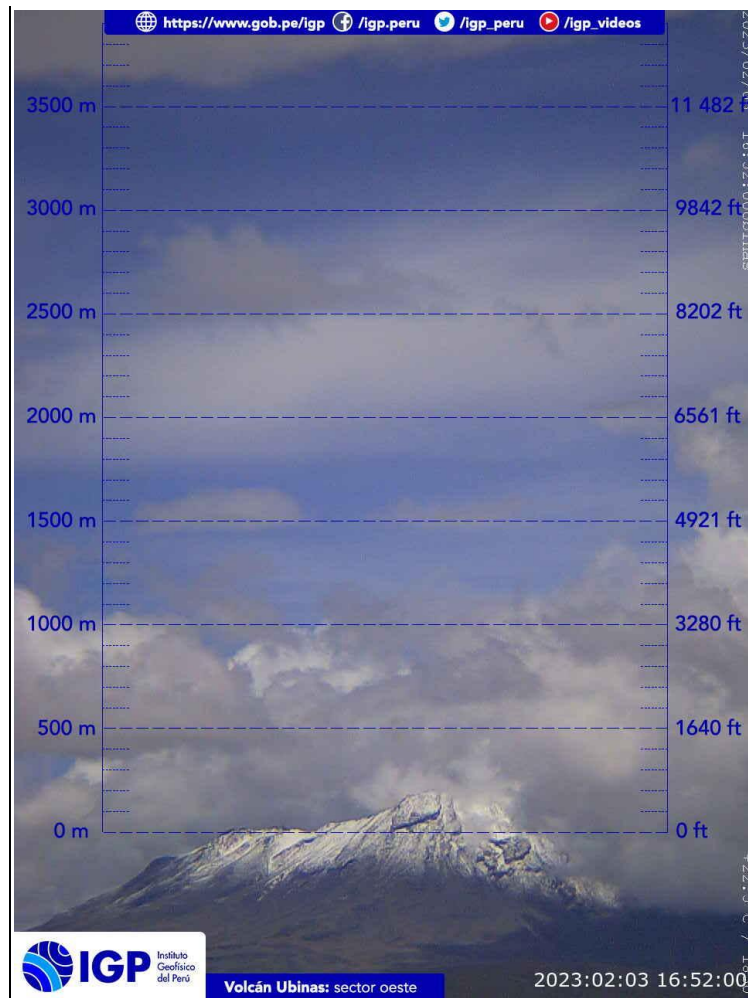 https://www.gob.pe/igp /igp.peru /igp_peru /igp_videos
3500 m 11 482 f
3000 m 9842 ft
2500 m 8202 ft
2000 m 6561 ft
1500 m 4921 ft
1000 m 3280 ft
500 m 1640 ft
0 m 0 ft
IGP
Instituto
Geofísico
del Perú
Volcán Ubinas: sector oeste
2023:02:03 16:52:00